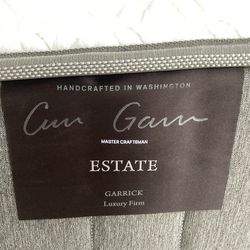 HANDCRAFTED IN WASHINGTON
MASTER CRAFTSMAN
ESTATE
GARRICK
Luxury Firm